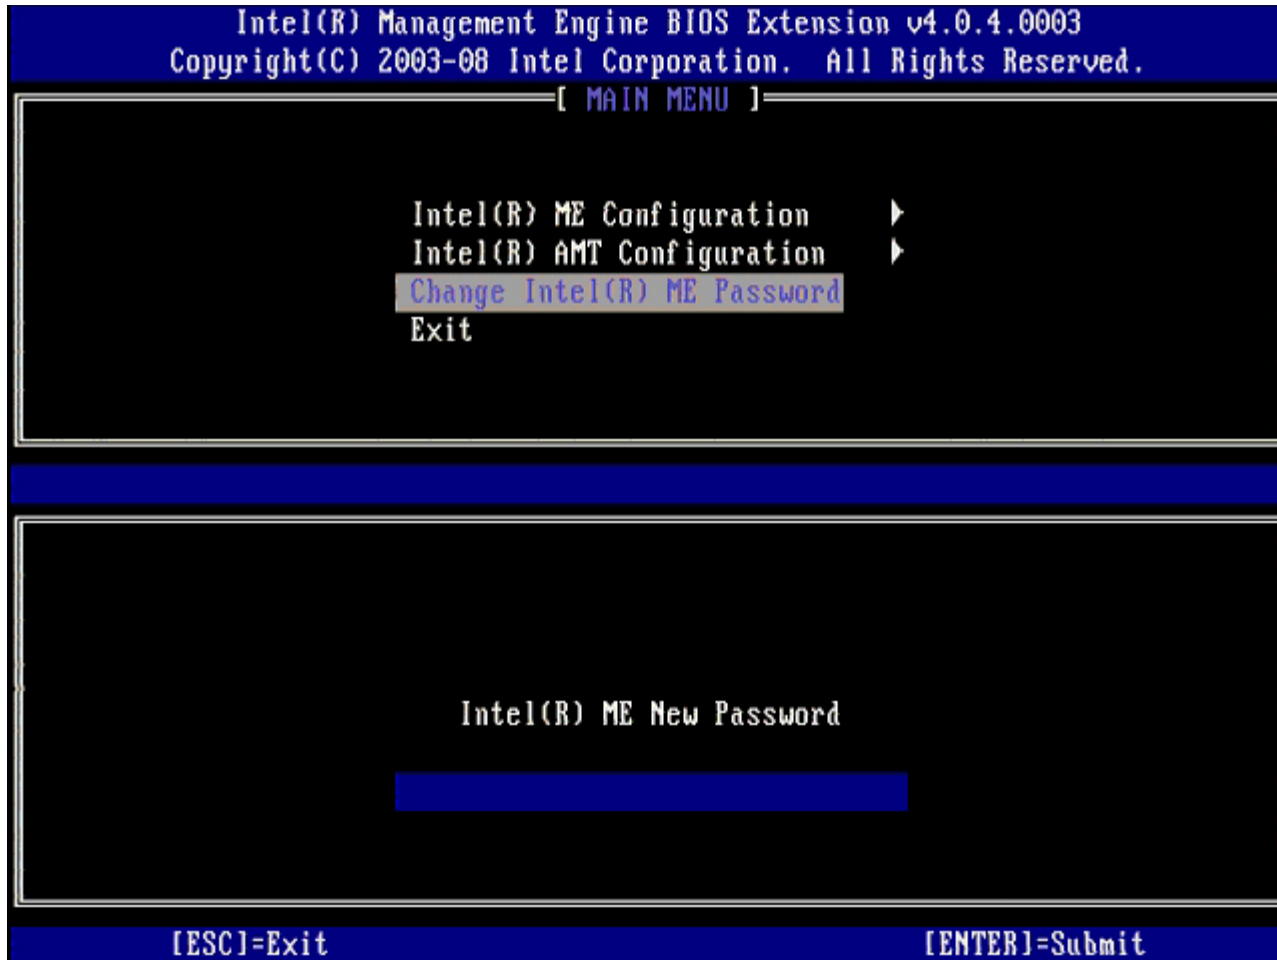 Intel(R) Management Engine BIOS Extension v4.0.4.0003
Copyright(C) 2003-08 Intel Corporation. All Rights Reserved.
[ MAIN MENU ]
Intel(R) ME Configuration
Intel(R) AMT Configuration
Change Intel(R) ME Password
Exit
Intel(R) ME New Password
[ESC]=Exit [ENTER]=Submit